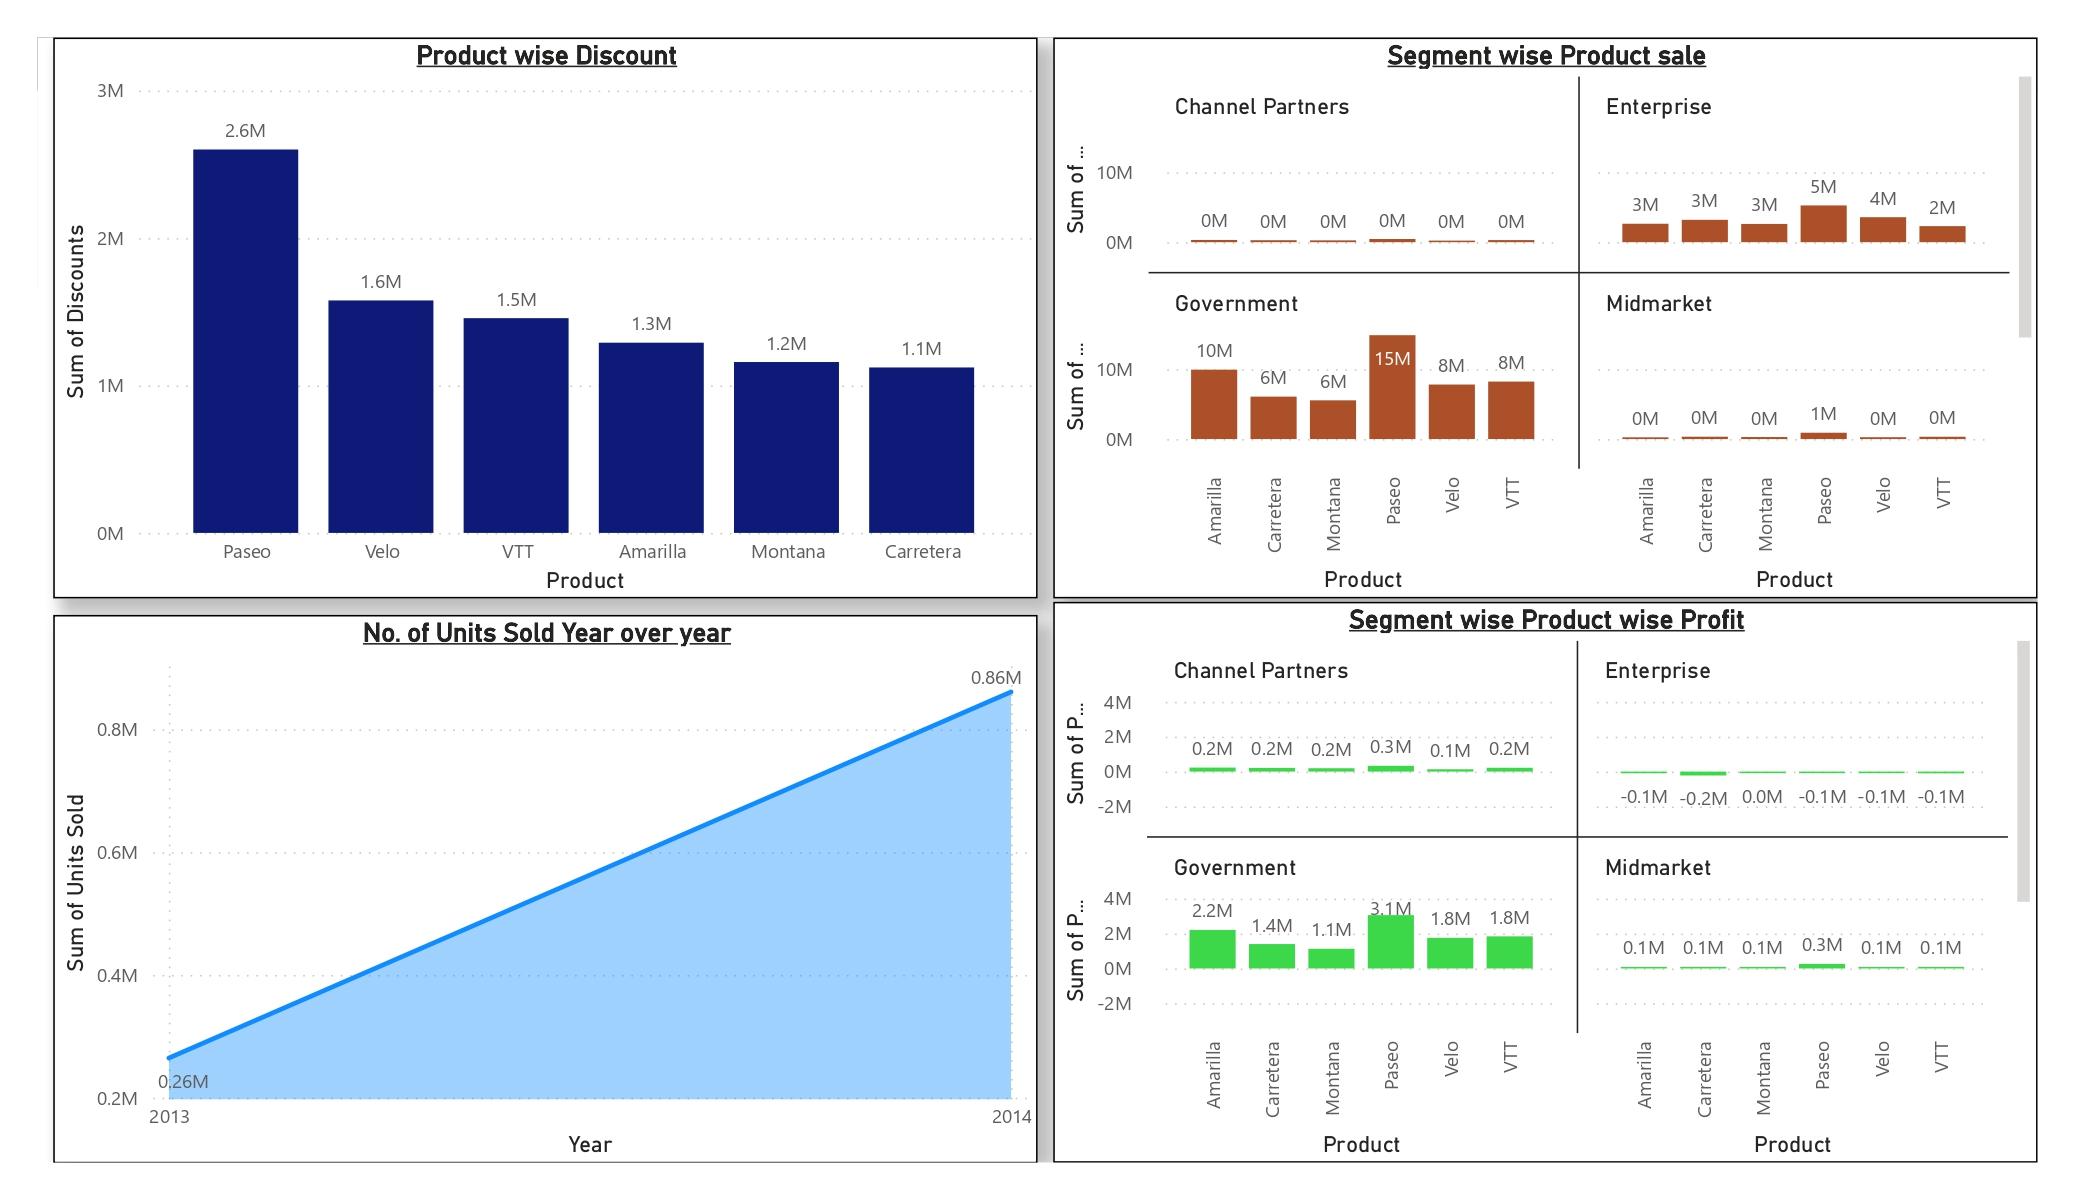 Product wise Discount
3M
2M
1M
0M
Sum of Discounts
2.6M
1.6M
1.5M
1.3M
1.2M
1.1M
Paseo Velo VTT Amarilla Montana Carretera
Product
Segment wise Product sale
Channel Partners
Enterprise
Sum of ...
10M
0M
0M 0M 0M 0M 0M 0M
3M 3M 3M 5M 4M 2M
Government
Midmarket
Sum of ...
10M
0M
10M 6M 6M 15M 8M 8M
0M 0M 0M 1M 0M 0M
Amarilla
Carretera
Montana
Paseo
Velo
VTT
Amarilla
Carretera
Montana
Paseo
Velo
VTT
Product
Product
No. of Units Sold Year over year
0.8M
0.6M
0.4M
0.2M
Sum of Units Sold
0.86M
0.26M
2013 2014
Year
Segment wise Product wise Profit
Channel Partners
Enterprise
Sum of P...
4M
2M
0M
-2M
0.2M 0.2M 0.2M 0.3M 0.1M 0.2M
-0.1M -0.2M 0.0M -0.1M -0.1M -0.1M
Government
Midmarket
Sum of P...
4M
2M
0M
-2M
2.2M 1.4M 1.1M 3.1M 1.8M 1.8M
0.1M 0.1M 0.1M 0.3M 0.1M 0.1M
Amarilla
Carretera
Montana
Paseo
Velo
VTT
Amarilla
Carretera
Montana
Paseo
Velo
VTT
Product
Product